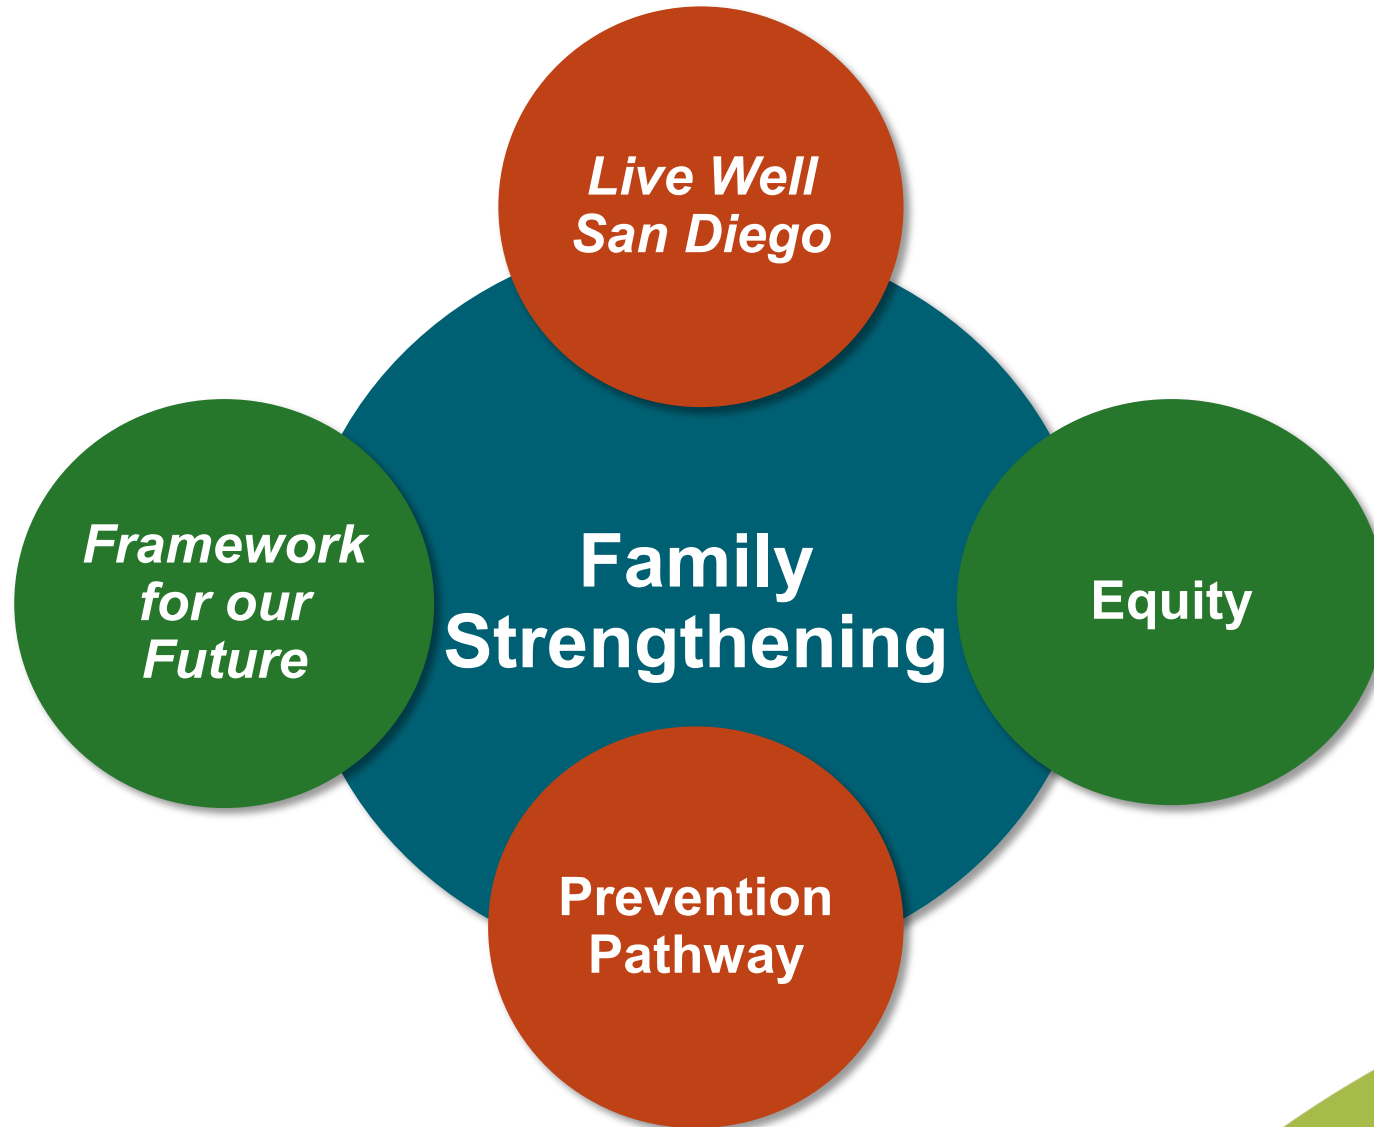 Live Well
San Diego
Framework
for our
Future
Family
Strengthening
Equity
Prevention
Pathway